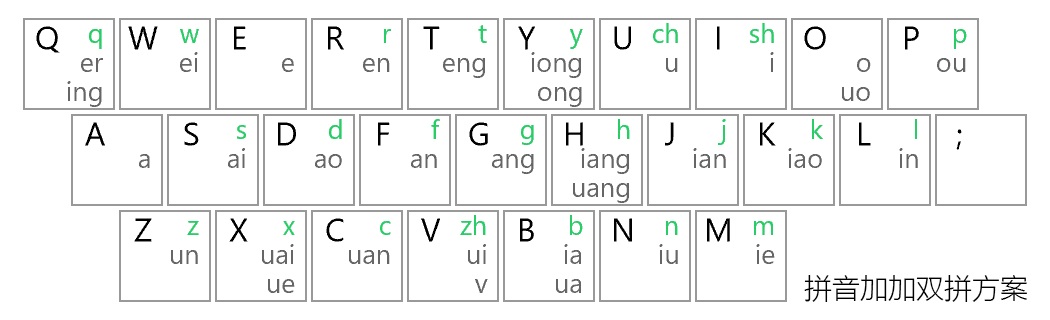 Q q W w E R r T t Y y U ch I sh O P p
er ei e en eng iong u i o ou
ing ong uo
A S s D d F f G g H h J j K k L l ;
a ai ao an ang iang ian iao in
uang
Z z X x C c V zh B b N n M m
un uai uan ui ia iu ie
ue v ua
拼音加加双拼方案